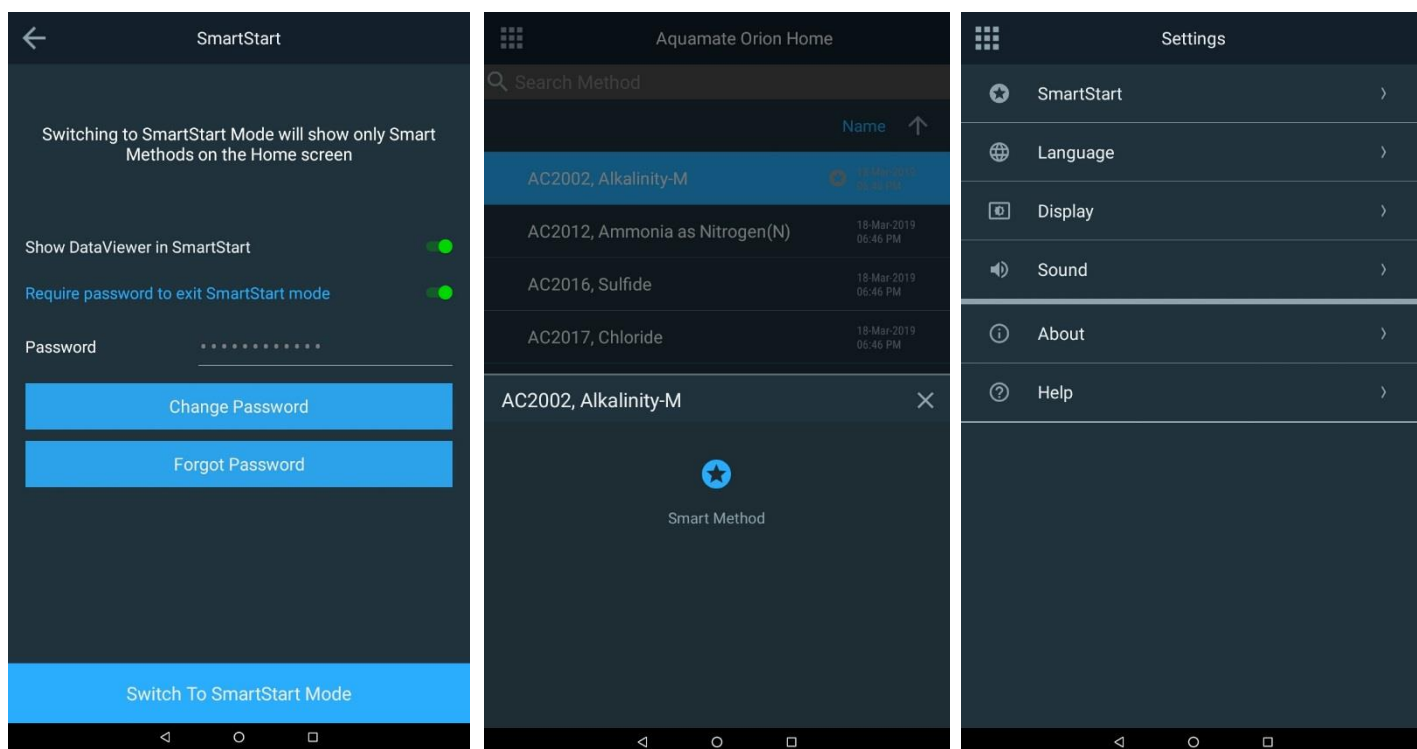 SmartStart
Switching to SmartStart Mode will show only Smart
Methods on the Home screen
Show DataViewer in SmartStart
Require password to exit SmartStart mode
Password
Change Password
Forgot Password
Switch To SmartStart Mode
Aquamate Orion Home
Search Method
Name
AC2002, Alkalinity-M
AC2012, Ammonia as Nitrogen(N)
18-Mar-2019
06:46 PM
AC2016, Sulfide
18-Mar-2019
06:46 PM
AC2017, Chloride
18-Mar-2019
06:46 PM
AC2002, Alkalinity-M
Smart Method
Settings
SmartStart
Language
Display
Sound
About
Help